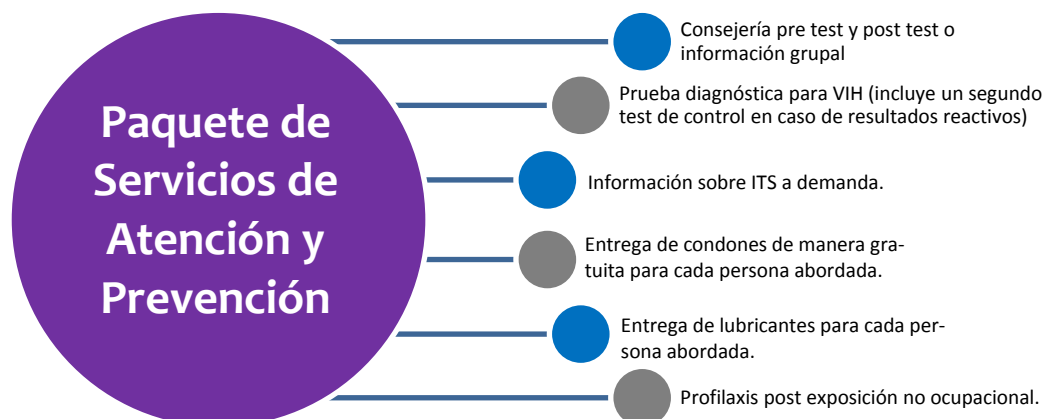 Paquete de
Servicios de
Atención y
Prevención
Consejería pre test y post test o
información grupal
Prueba diagnóstica para VIH (incluye un segundo
test de control en caso de resultados reactivos)
Información sobre ITS a demanda.
Entrega de condones de manera gra-
tuita para cada persona abordada.
Entrega de lubricantes para cada per-
sona abordada.
Profilaxis post exposición no ocupacional.